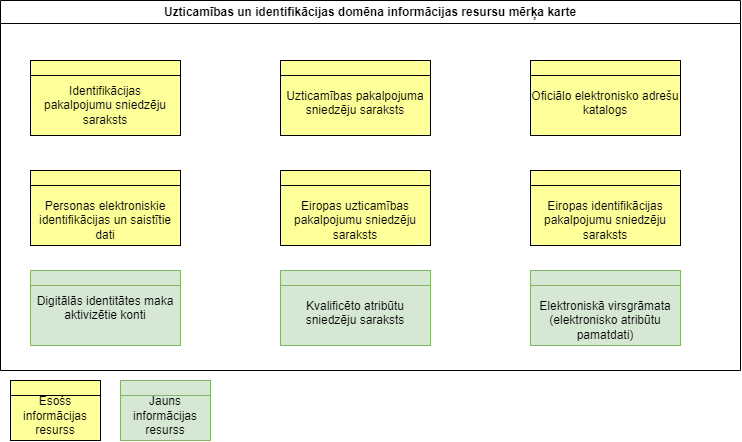 Uzticamības un identifikācijas domēna informācijas resursu mērķa karte
Identifikācijas
pakalpojumu sniedzēju
saraksts
Uzticamības pakalpojuma
sniedzēju saraksts
Oficiālo elektronisko adrešu
katalogs
Personas elektroniskie
identifikācijas un saistītie
dati
Eiropas uzticamības
pakalpojumu sniedzēju
saraksts
Eiropas identifikācijas
pakalpojumu sniedzēju
saraksts
Digitālās identitātes maka
aktivizētie konti
Kvalificēto atribūtu
sniedzēju saraksts
Elektroniskā virsgrāmata
(elektronisko atribūtu
pamatdati)
Esošs
informācijas
resurss
Jauns
informācijas
resurss